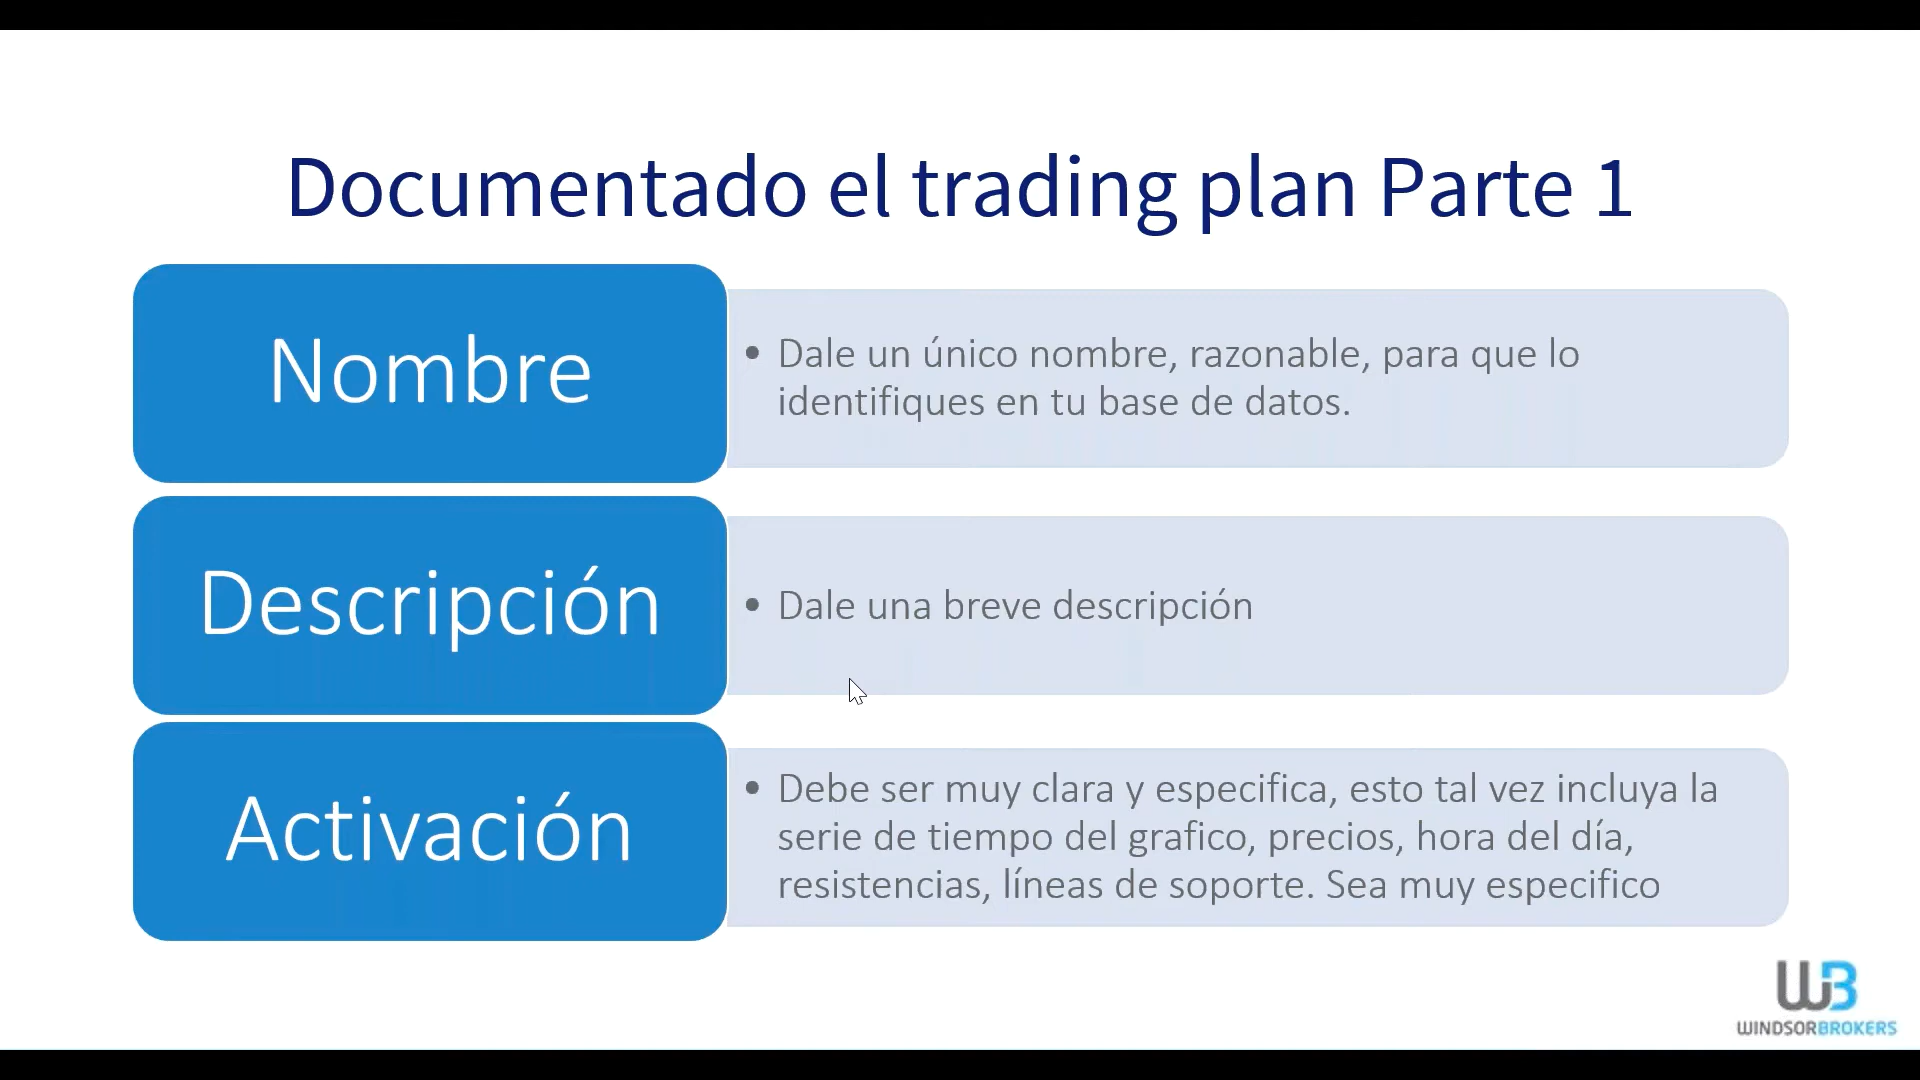 Documentado el trading plan Parte 1
Nombre
• Dale un único nombre, razonable, para que lo
identifiques en tu base de datos.
Descripción
• Dale una breve descripción
Activación
• Debe ser muy clara y especifica, esto tal vez incluya la
serie de tiempo del grafico, precios, hora del día,
resistencias, líneas de soporte. Sea muy especifico
WB
WINDSORBROKERS